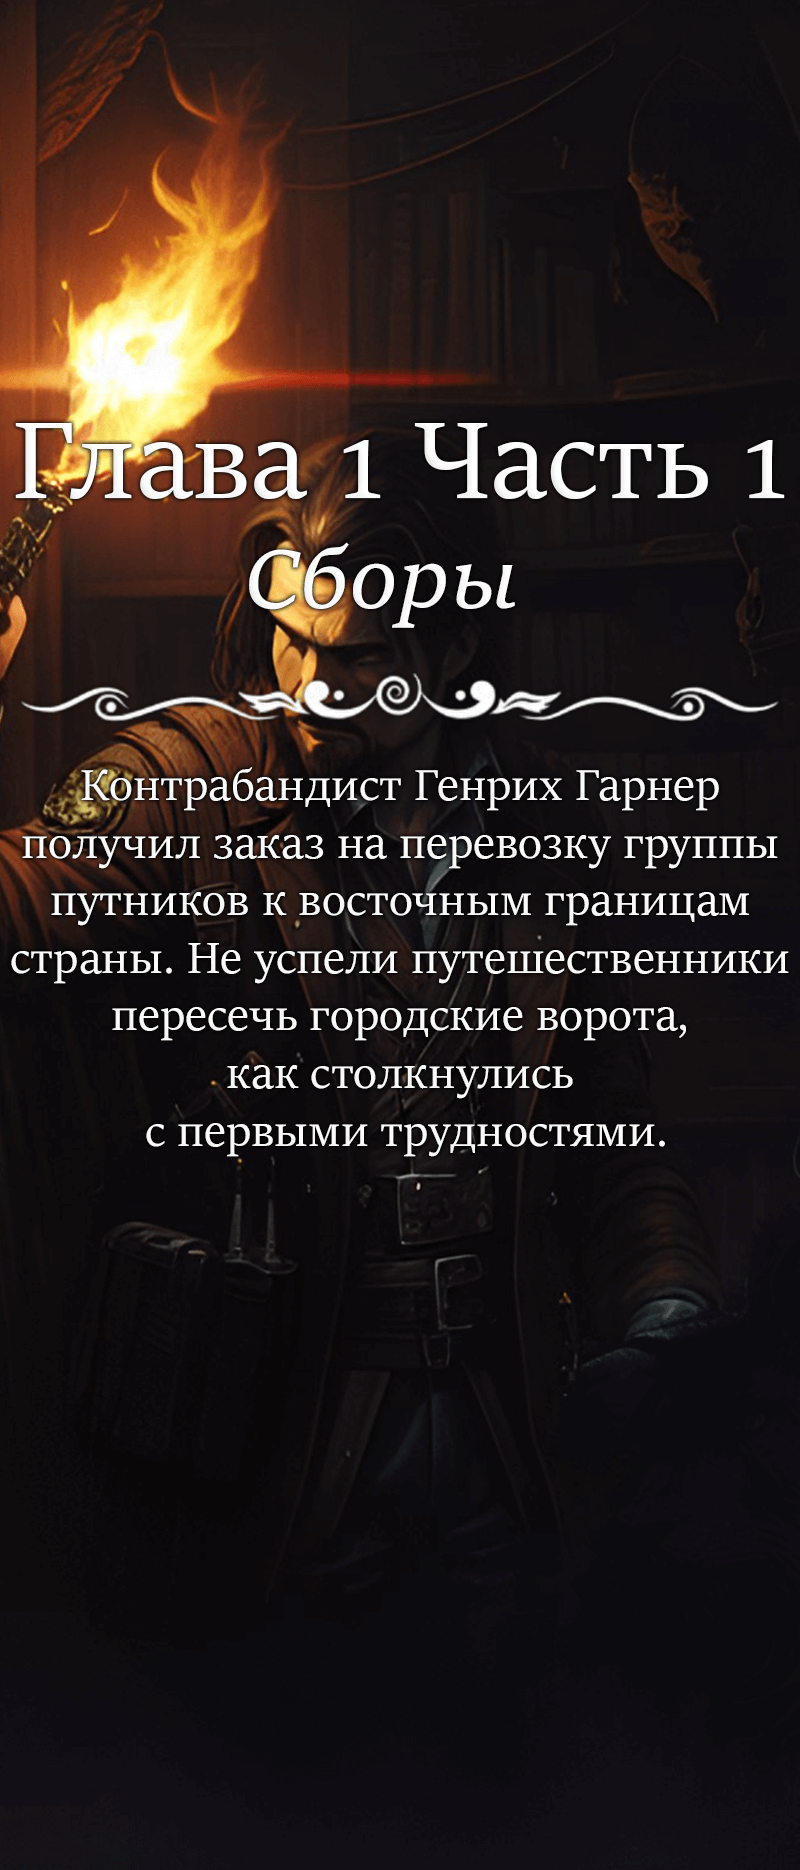 Глава 1 Часть 1
Сборы
Контрабандист Генрих Гарнер
получил заказ на перевозку группы
путников к восточным границам
страны. Не успели путешественники
пересечь городские ворота,
как столкнулись
с первыми трудностями.